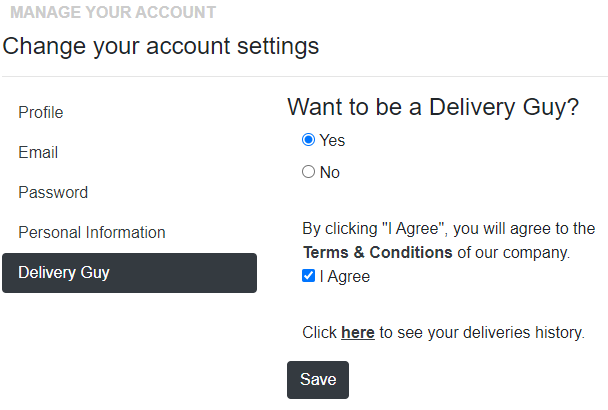 MANAGE YOUR ACCOUNT
Change your account settings
Profile
Email
Password
Personal Information
Delivery Guy
Want to be a Delivery Guy?
Yes
No
By clicking "I Agree", you will agree to the
Terms & Conditions of our company.
I Agree
Click here to see your deliveries history.
Save